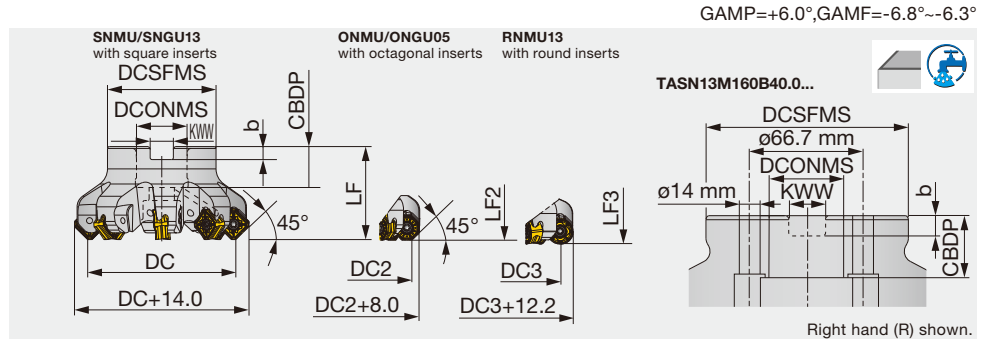 GAMP=+6.0°,GAMF=-6.8°~-6.3°
SNMU/SNGU13
with square inserts
DCSFMS
DCONMS
KWW
b
CBDP
LF
45°
DC
DC+14.0
ONMU/ONGU05
with octagonal inserts
45°
LF2
DC2
DC2+8.0
RNMU13
with round inserts
LF3
DC3
DC3+12.2
TASN13M160B40.0...
DCSFMS
ø66.7 mm
DCONMS
ø14 mm
KWW
b
CBDP
Right hand (R) shown.